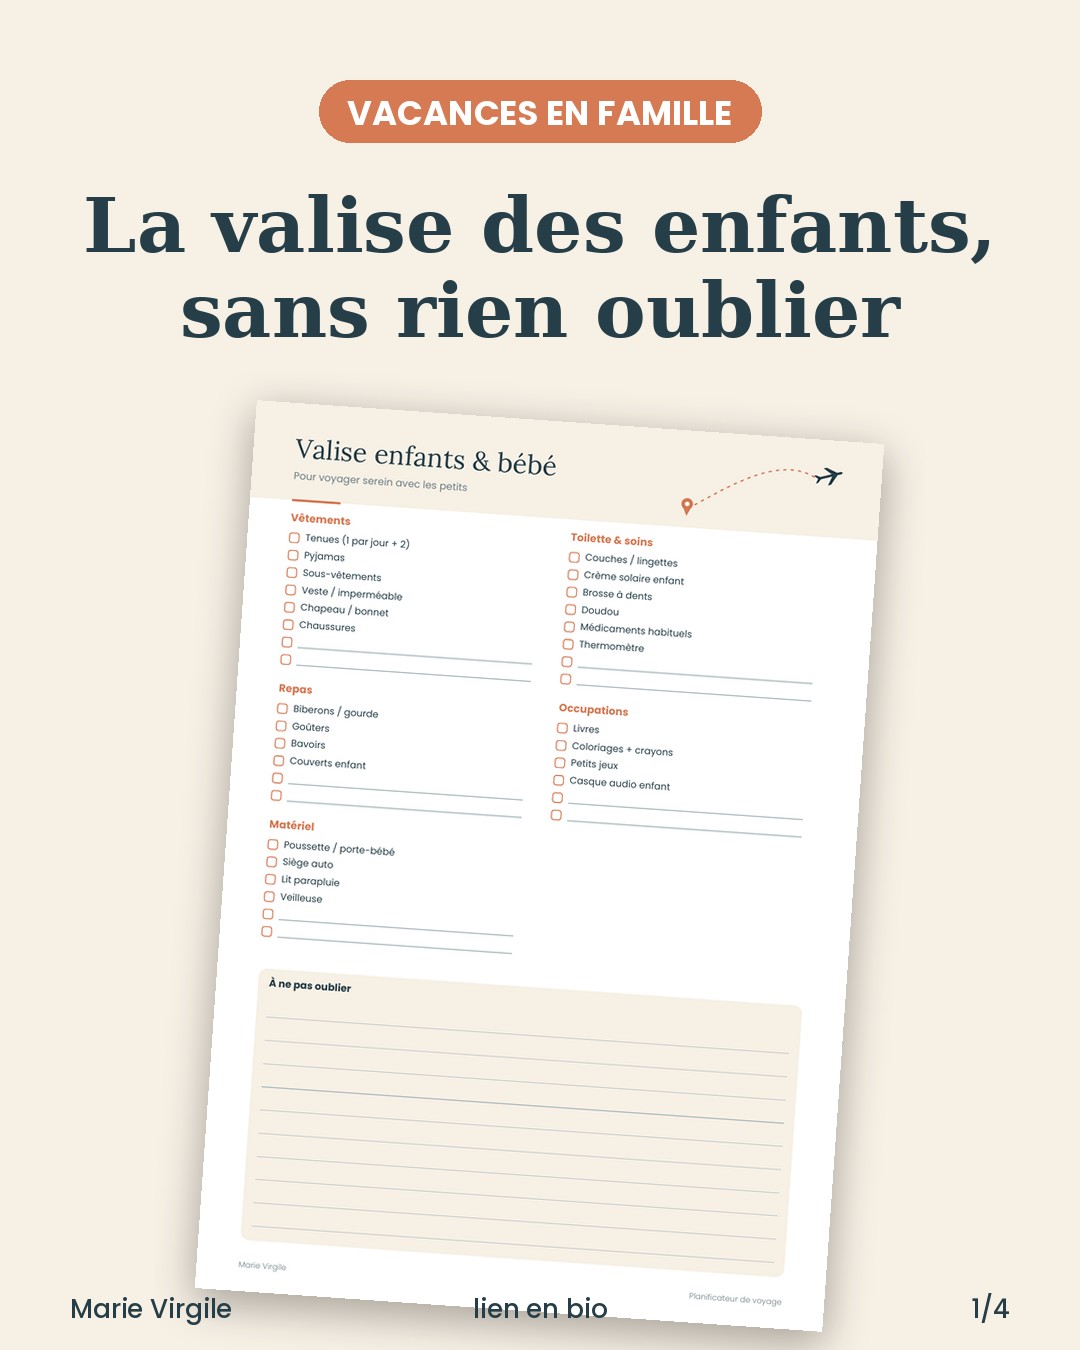 VACANCES EN FAMILLE
La valise des enfants,
sans rien oublier
Valise enfants & bébé
Pour voyager serein avec les petits
Vêtements
Tenues (1 par jour + 2)
Pyjamas
Sous-vêtements
Veste / imperméable
Chapeau / bonnet
Chaussures
Repas
Biberons / gourde
Goûters
Bavoirs
Couverts enfant
Matériel
Poussette / porte-bébé
Siège auto
Lit parapluie
Veilleuse
Toilette & soins
Couches / lingettes
Crème solaire enfant
Brosse à dents
Doudou
Médicaments habituels
Thermomètre
Occupations
Livres
Coloriages + crayons
Petits jeux
Casque audio enfant
À ne pas oublier
Marie Virgile
Planificateur de voyage
Marie Virgile
lien en bio
1/4